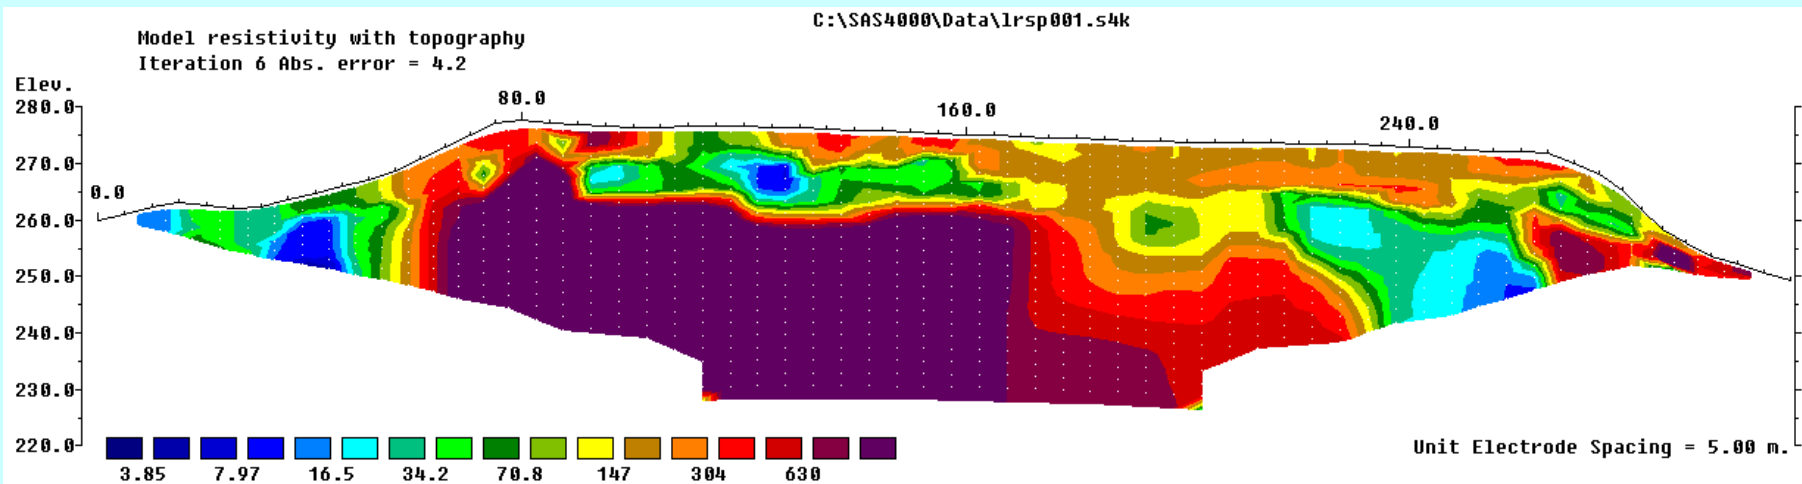 C:\SAS4000\Data\lrsp001.s4k
Model resistivity with topography
Iteration 6 Abs. error = 4.2
Elev.
280.0
80.0
160.0
240.0
270.0
0.0
260.0
250.0
240.0
230.0
220.0
Unit Electrode Spacing = 5.00 m.
3.85 7.97 16.5 34.2 70.8 147 304 630